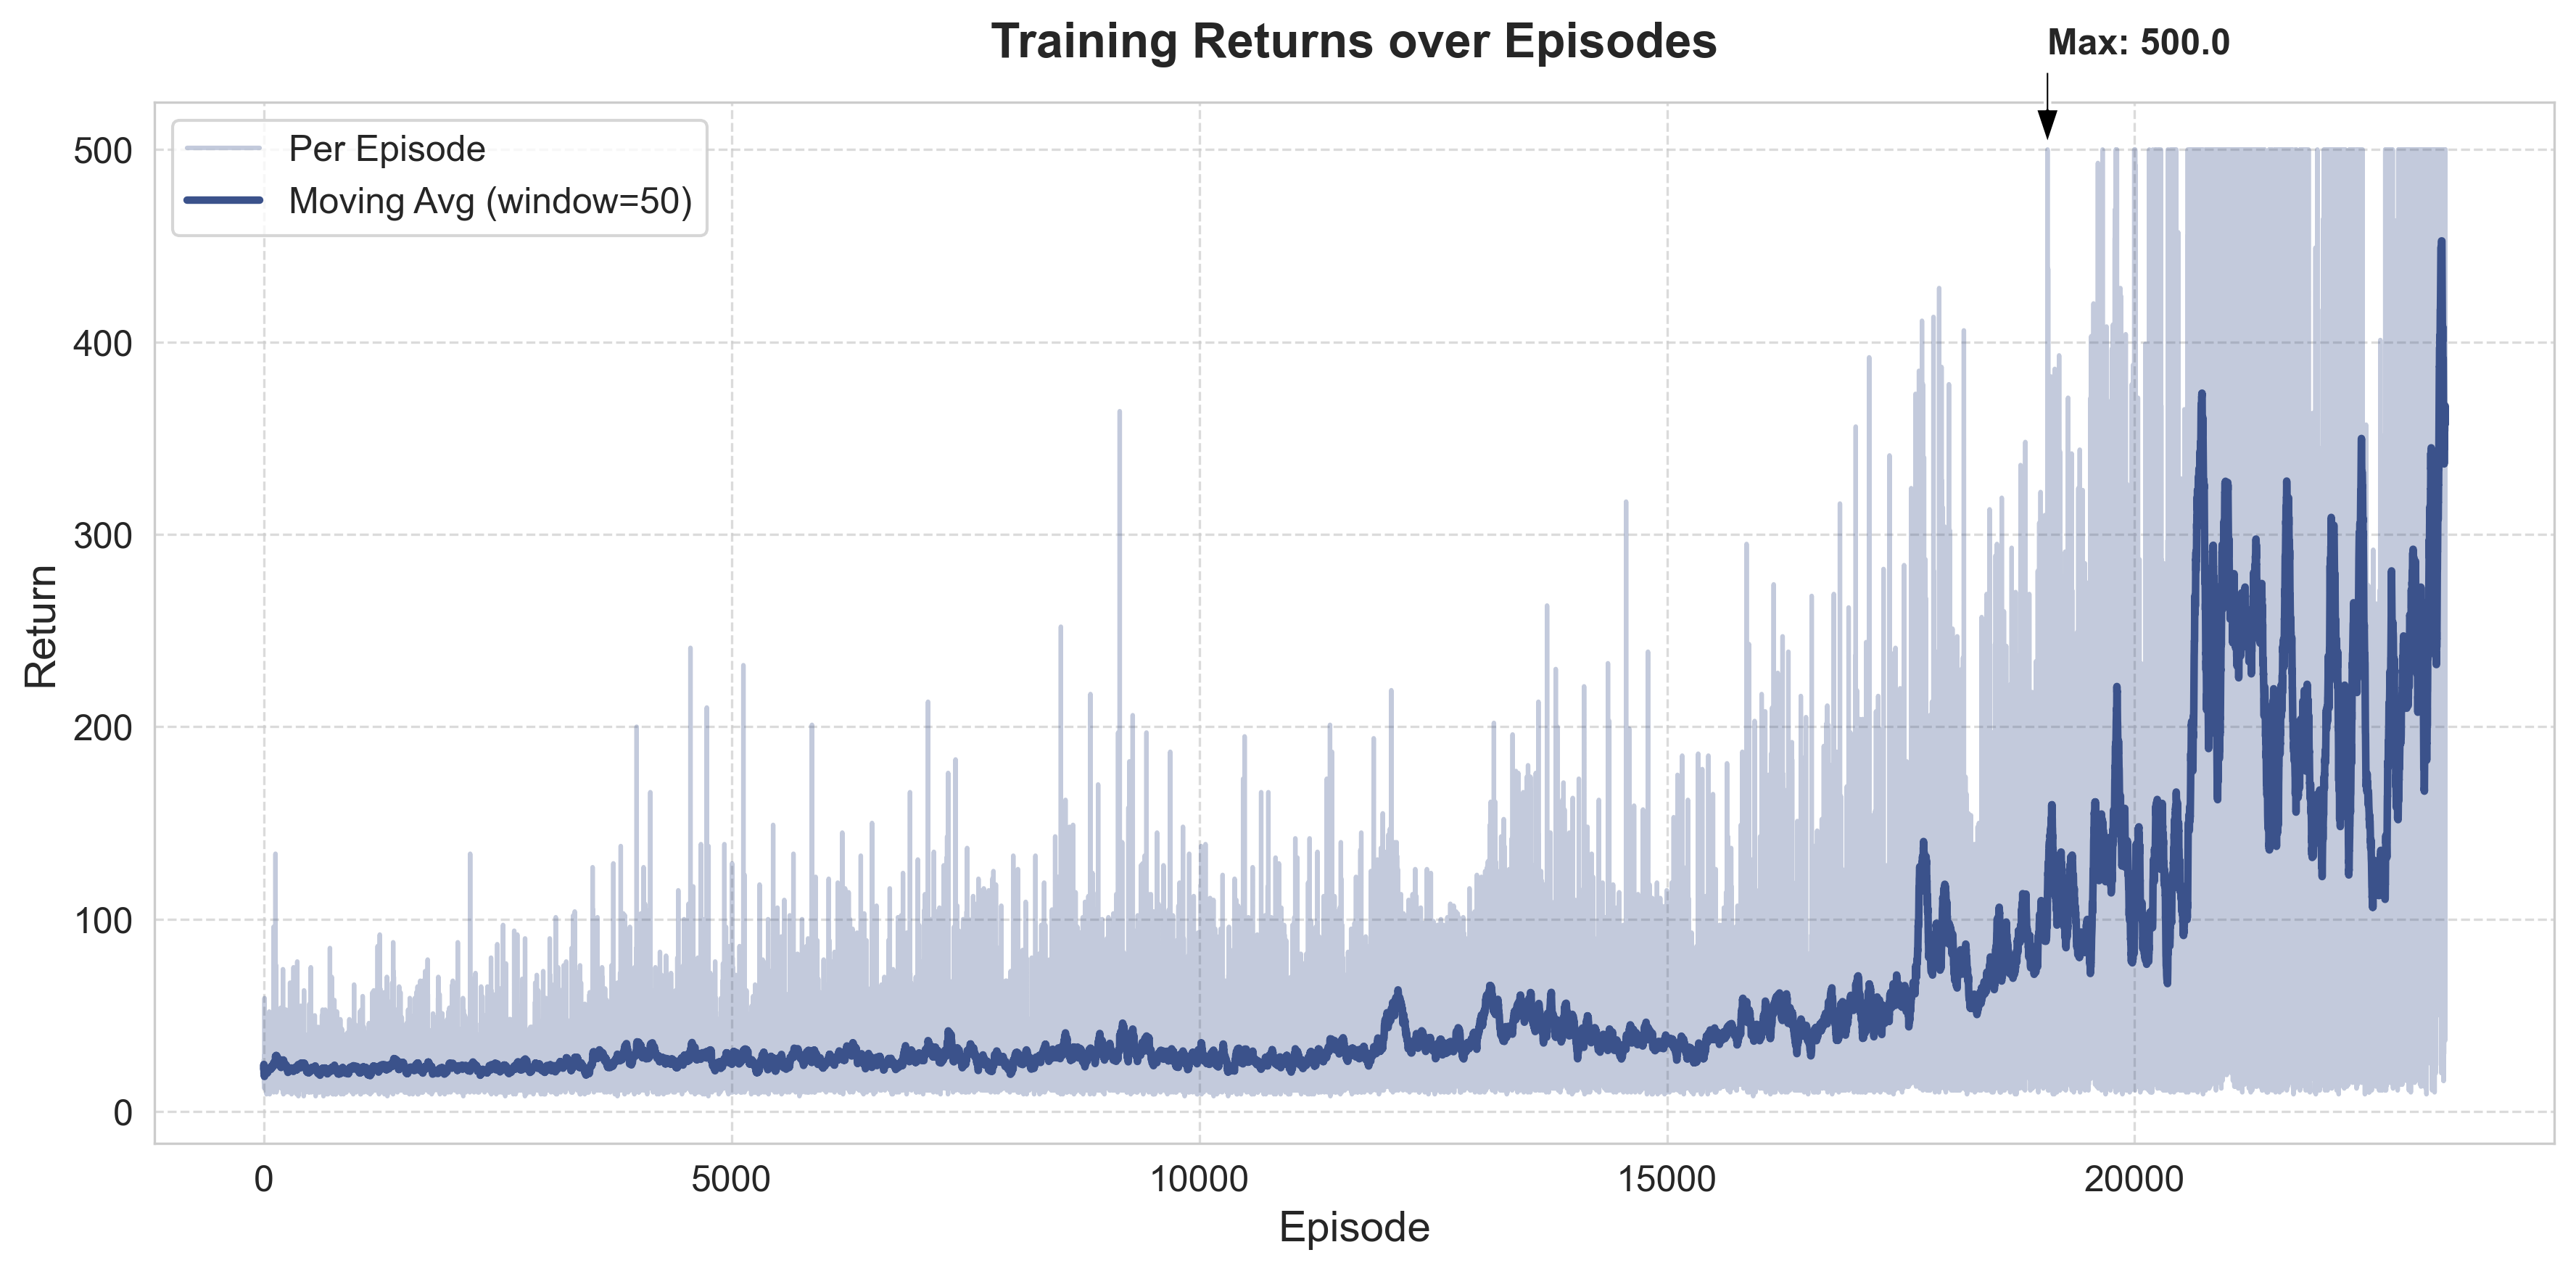 Training Returns over Episodes
Max: 500.0
Per Episode
Moving Avg (window=50)
Return
500
400
300
200
100
0
0
5000
10000
15000
20000
Episode